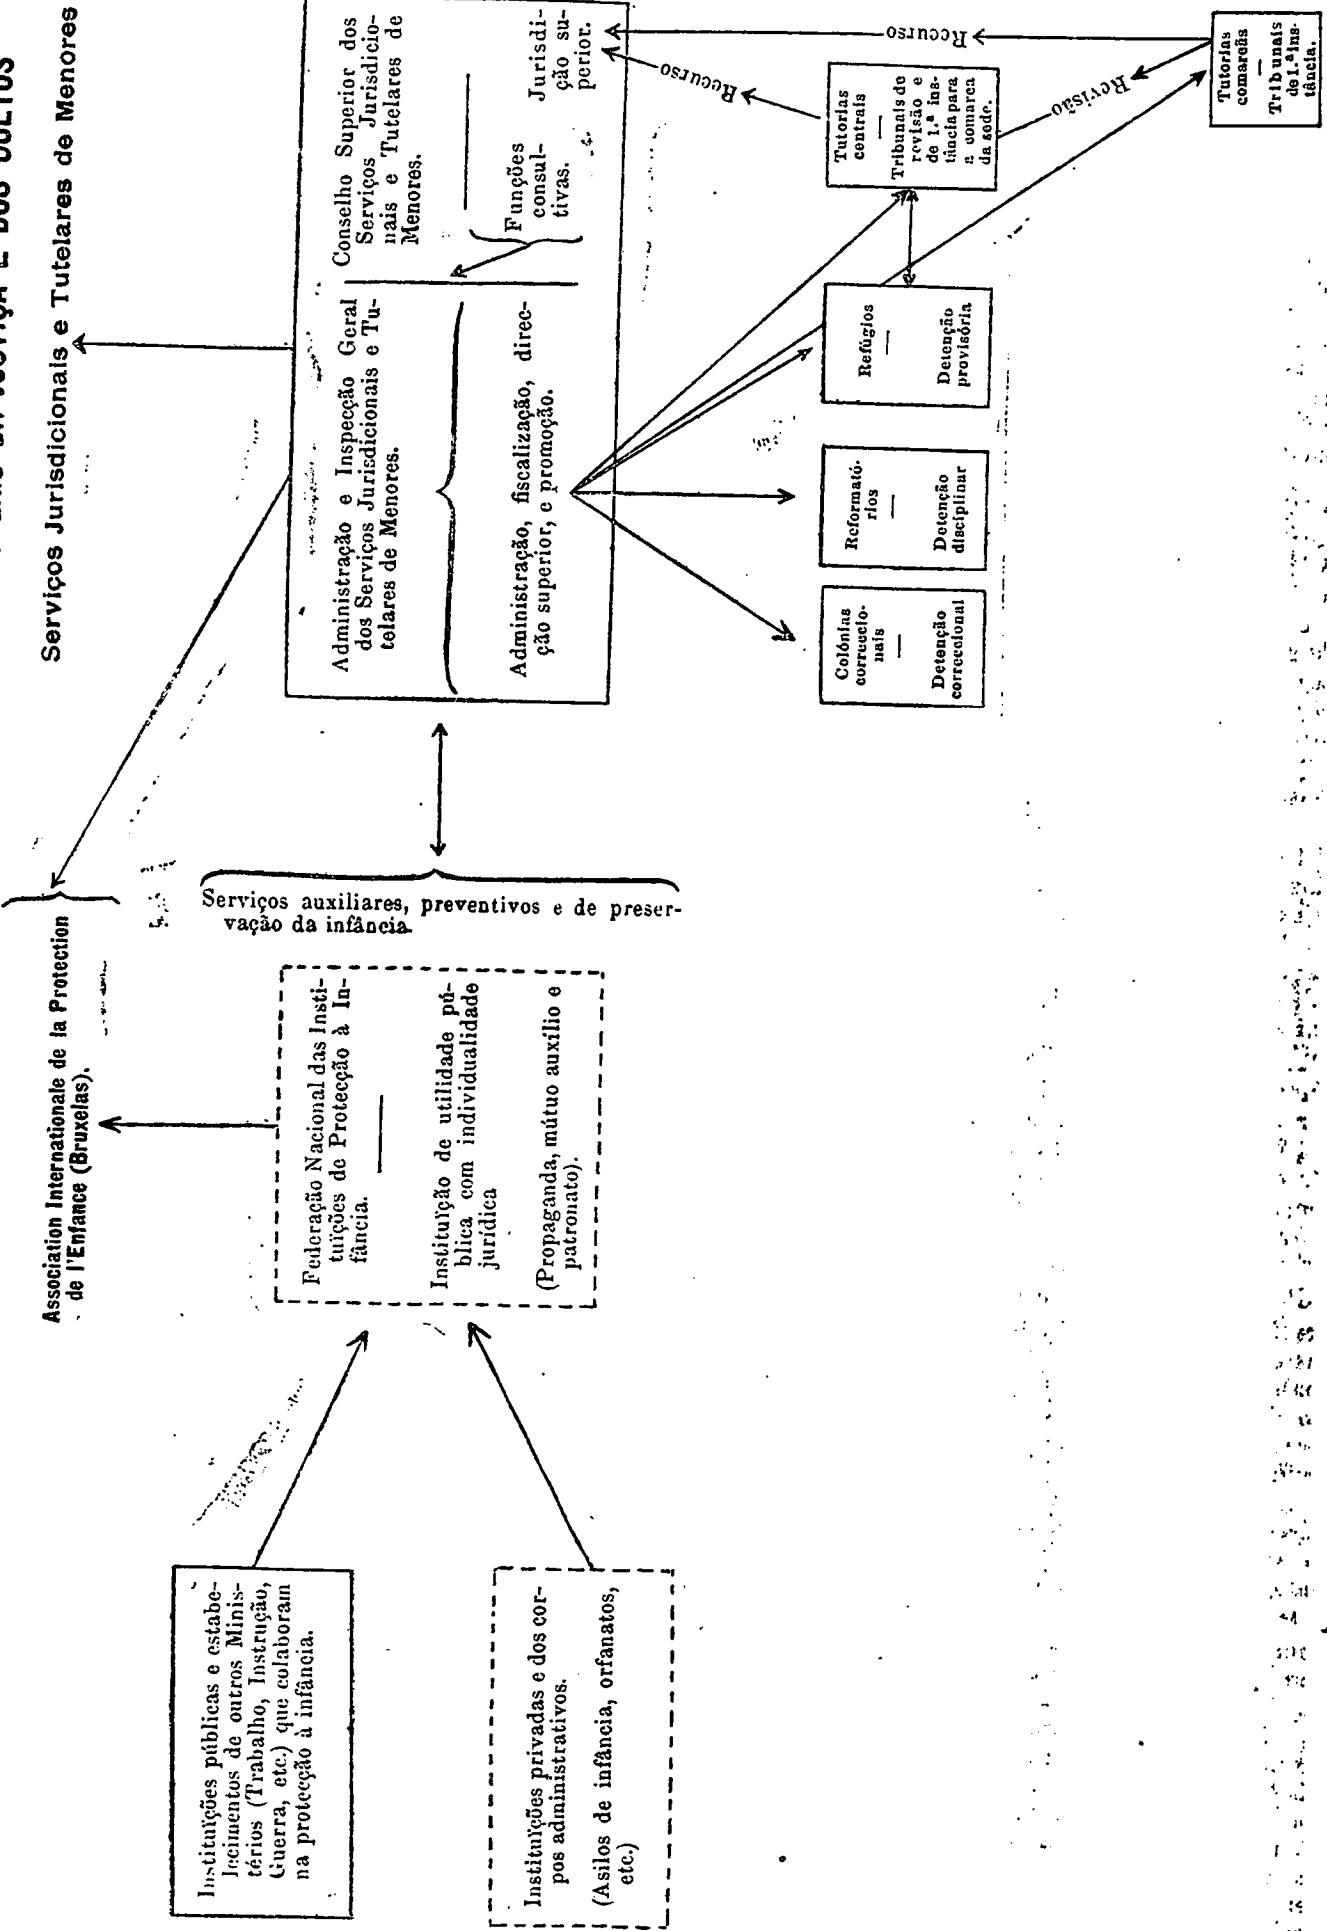 JUSTIÇA E DOS CULTOS
Serviços Jurisdicionais e Tutelares de Menores
Association Internationale de la Protection
de l'Enfance (Bruxelas).
Instituïções públicas e estabe-
lecimentos de outros Minis-
térios (Trabalho, Instrução,
Guerra, etc.) que colaboram
na protecção à infância.
Instituïções privadas e dos cor-
pos administrativos.
(Asilos de infância, orfanatos,
etc.)
Federação Nacional das Insti-
tuïções de Protecção à In-
fância.
Instituïção de utilidade pú-
blica com individualidade
jurídica
(Propaganda, mútuo auxílio e
patronato).
Serviços auxiliares, preventivos e de preser-
vação da infância.
Administração e Inspecção Geral
dos Serviços Jurisdicionais e Tu-
telares de Menores.
Administração, fiscalização, direc-
ção superior, e promoção.
Conselho Superior dos
Serviços Jurisdicio-
nais e Tutelares de
Menores.
Funções
consul-
tivas.
Jurisdi-
ção su-
perior.
Colónias
correccio-
nais
Detenção
correccional
Reformató-
rios
Detenção
disciplinar
Refúgios
Detenção
provisória
Tutorias
centrais
Tribunais de
revisão e
de 1.ª ins-
tância para
a comarca
da sede.
Recurso
Recurso
Revisão
Tutorias
comarcãs
Tribunais
de 1.ª ins-
tância.